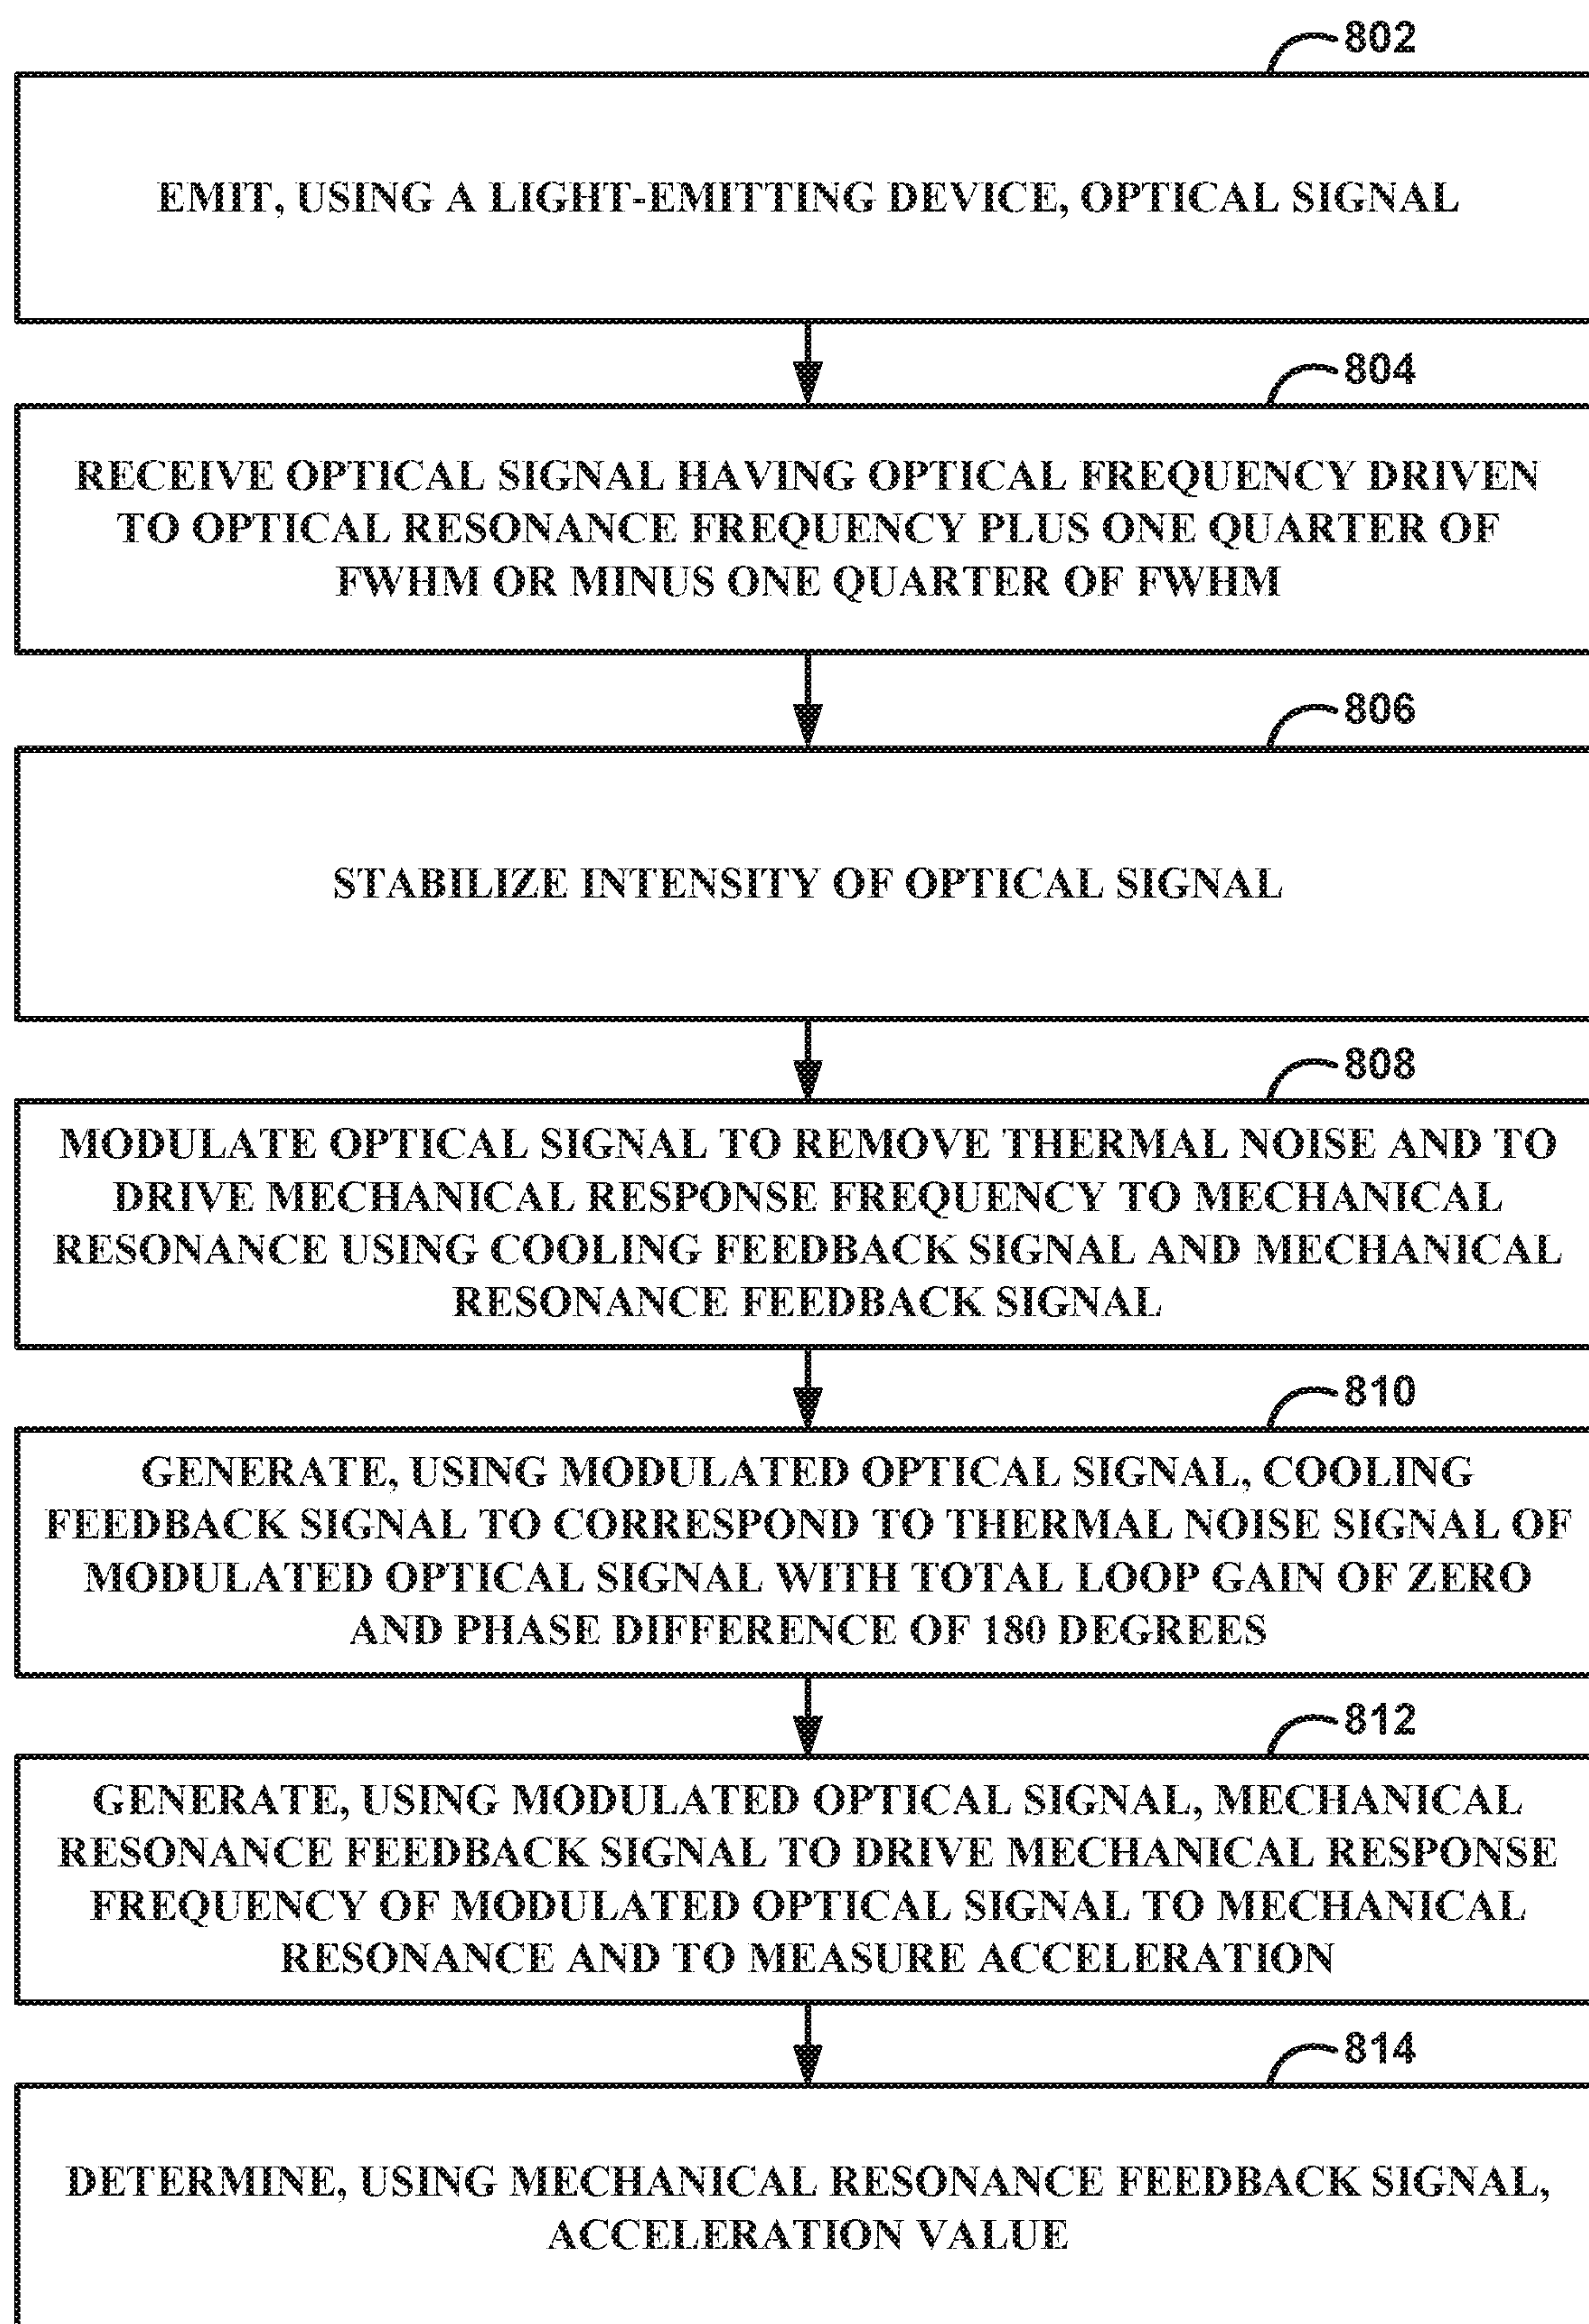 802
EMIT, USING A LIGHT-EMITTING DEVICE, OPTICAL SIGNAL
804
RECEIVE OPTICAL SIGNAL HAVING OPTICAL FREQUENCY DRIVEN
TO OPTICAL RESONANCE FREQUENCY PLUS ONE QUARTER OF
FWHM OR MINUS ONE QUARTER OF FWHM
806
STABILIZE INTENSITY OF OPTICAL SIGNAL
808
MODULATE OPTICAL SIGNAL TO REMOVE THERMAL NOISE AND TO
DRIVE MECHANICAL RESPONSE FREQUENCY TO MECHANICAL
RESONANCE USING COOLING FEEDBACK SIGNAL AND MECHANICAL
RESONANCE FEEDBACK SIGNAL
810
GENERATE, USING MODULATED OPTICAL SIGNAL, COOLING
FEEDBACK SIGNAL TO CORRESPOND TO THERMAL NOISE SIGNAL OF
MODULATED OPTICAL SIGNAL WITH TOTAL LOOP GAIN OF ZERO
AND PHASE DIFFERENCE OF 180 DEGREES
812
GENERATE, USING MODULATED OPTICAL SIGNAL, MECHANICAL
RESONANCE FEEDBACK SIGNAL TO DRIVE MECHANICAL RESPONSE
FREQUENCY OF MODULATED OPTICAL SIGNAL TO MECHANICAL
RESONANCE AND TO MEASURE ACCELERATION
814
DETERMINE, USING MECHANICAL RESONANCE FEEDBACK SIGNAL,
ACCELERATION VALUE